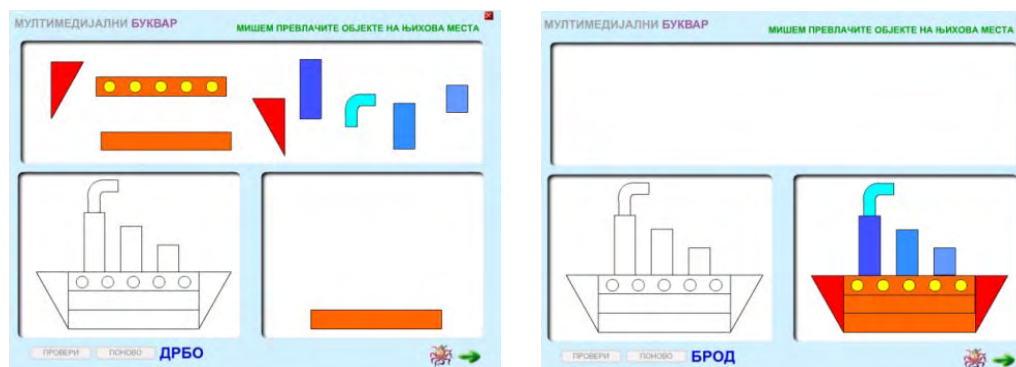 МУЛТИМЕДИЈАЛНИ БУКВАР
МИШЕМ ПРЕВЛАЧИТЕ ОБЈЕКТЕ НА ЊИХОВА МЕСТА
ПРОВЕРИ ПОНОВО ДРБО
МУЛТИМЕДИЈАЛНИ БУКВАР
МИШЕМ ПРЕВЛАЧИТЕ ОБЈЕКТЕ НА ЊИХОВА МЕСТА
ПРОВЕРИ ПОНОВО БРОД